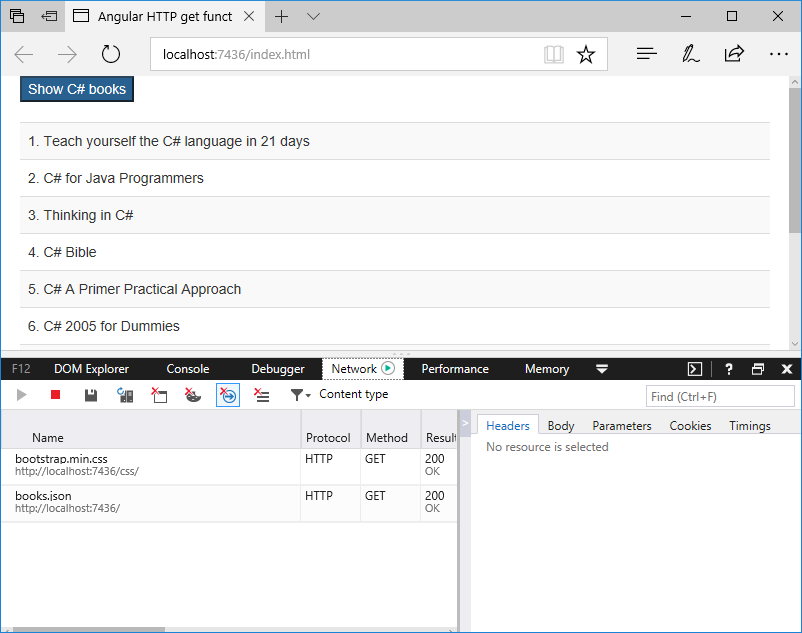 Angular HTTP get funct
localhost:7436/index.html
Show C# books
1. Teach yourself the C# language in 21 days
2. C# for Java Programmers
3. Thinking in C#
4. C# Bible
5. C# A Primer Practical Approach
6. C# 2005 for Dummies
F12 DOM Explorer Console Debugger Network Performance Memory ?
Content type Find (Ctrl+F)
Headers Body Parameters Cookies Timings
Name Protocol Method Result
No resource is selected
bootstrap.min.css HTTP GET 200
http://localhost:7436/css/ OK
books.json HTTP GET 200
http://localhost:7436/ OK